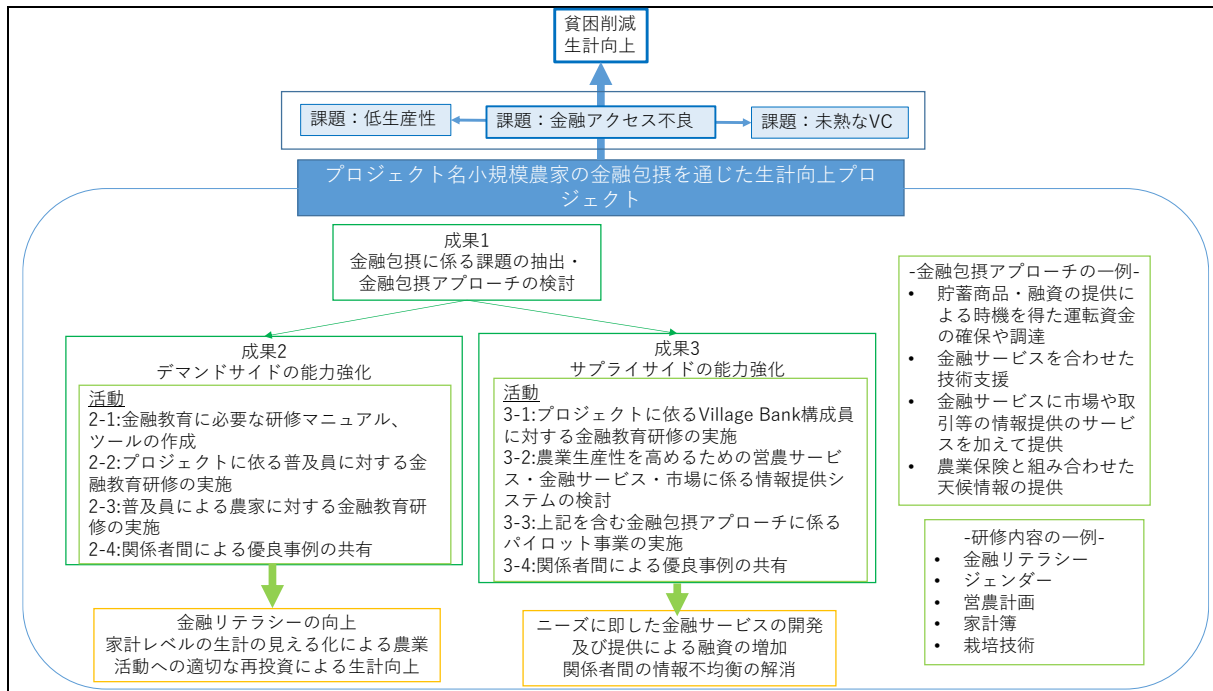 貧困削減
生計向上
課題：低生産性
課題：金融アクセス不良
課題：未熟なVC
プロジェクト名小規模農家の金融包摂を通じた生計向上プロ
ジェクト
成果1
金融包摂に係る課題の抽出・
金融包摂アプローチの検討
成果2
デマンドサイドの能力強化
活動
2-1:金融教育に必要な研修マニュアル、
ツールの作成
2-2:プロジェクトに依る普及員に対する金
融教育研修の実施
2-3:普及員による農家に対する金融教育研
修の実施
2-4:関係者間による優良事例の共有
金融リテラシーの向上
家計レベルの生計の見える化による農業
活動への適切な再投資による生計向上
成果3
サプライサイドの能力強化
活動
3-1:プロジェクトに依るVillage Bank構成員
に対する金融教育研修の実施
3-2:農業生産性を高めるための営農サービ
ス・金融サービス・市場に係る情報提供シ
ステムの検討
3-3:上記を含む金融包摂アプローチに係る
パイロット事業の実施
3-4:関係者間による優良事例の共有
ニーズに即した金融サービスの開発
及び提供による融資の増加
関係者間の情報不均衡の解消
-金融包摂アプローチの一例-
• 貯蓄商品・融資の提供に
よる時機を得た運転資金
の確保や調達
• 金融サービスを合わせた
技術支援
• 金融サービスに市場や取
引等の情報提供のサービ
スを加えて提供
• 農業保険と組み合わせた
天候情報の提供
-研修内容の一例-
• 金融リテラシー
• ジェンダー
• 営農計画
• 家計簿
• 栽培技術